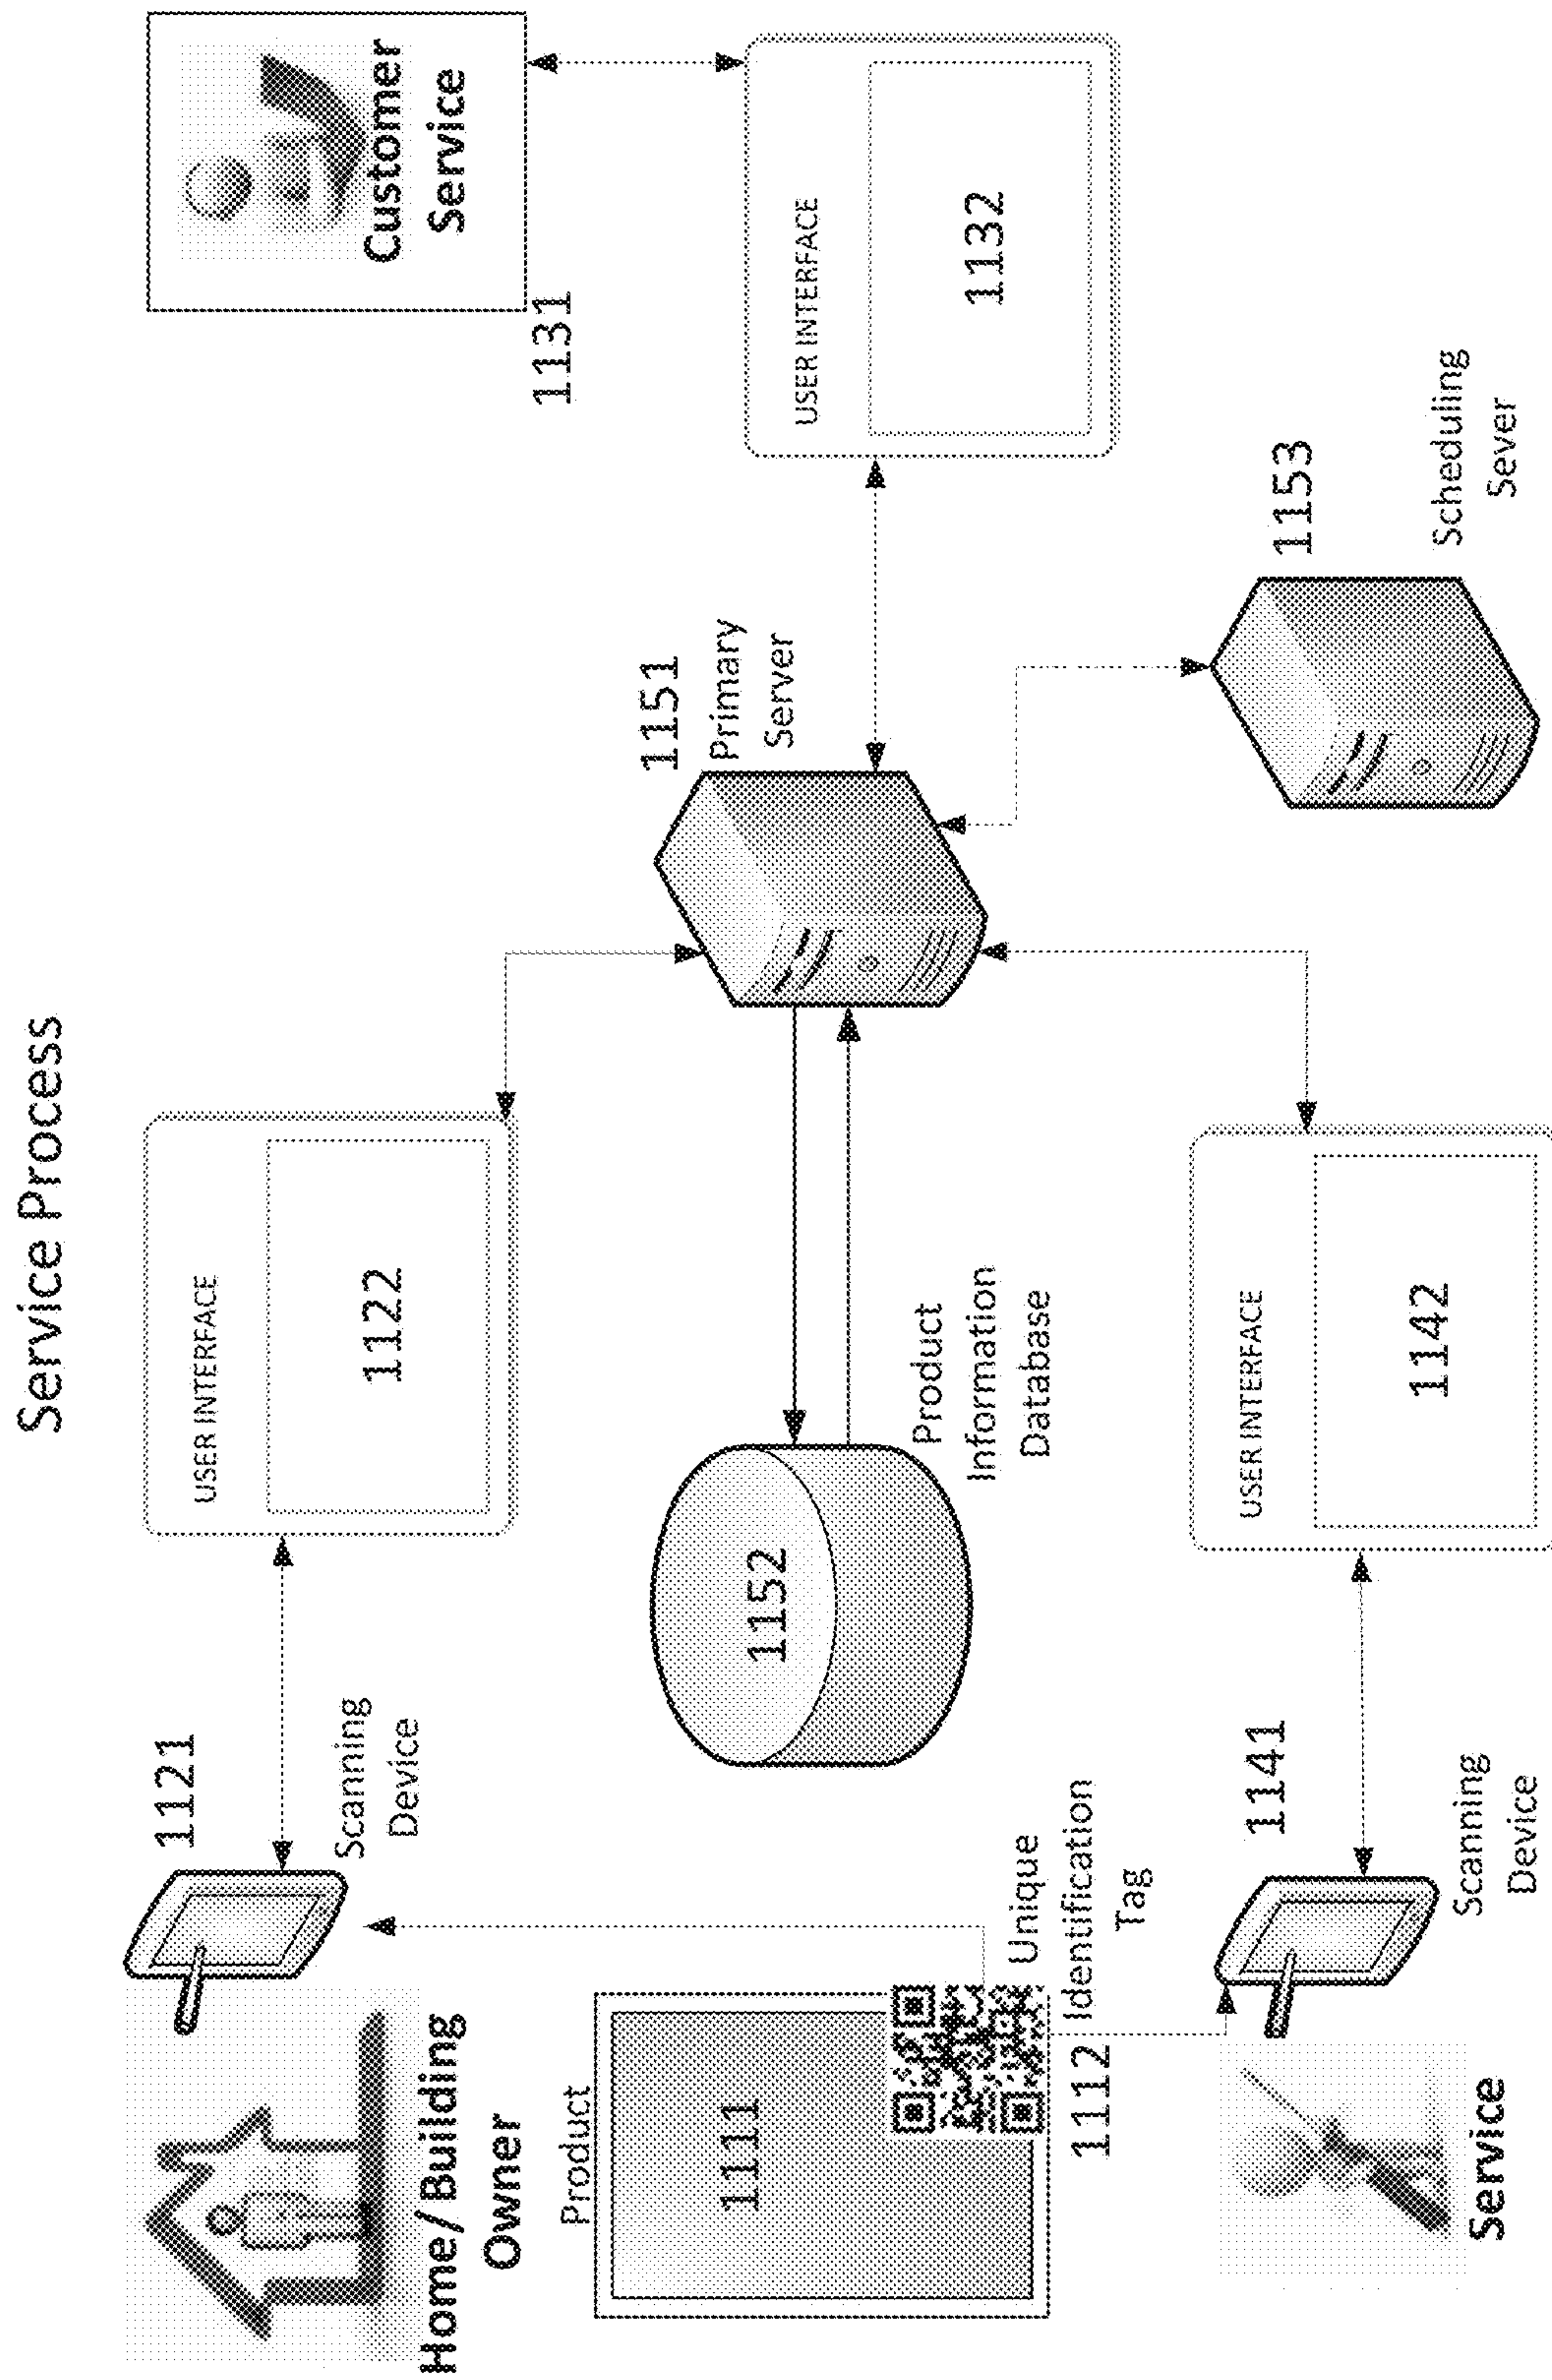 Service Process
Home/ Building
Owner
1121
Scanning
Device
USER INTERFACE
1122
Customer
Service
1131
Product
1111
1112
Unique
Identification
Tag
1152
Product
Information
Database
1151
Primary
Server
USER INTERFACE
1132
Service
1141
Scanning
Device
USER INTERFACE
1142
1153
Scheduling
Sever